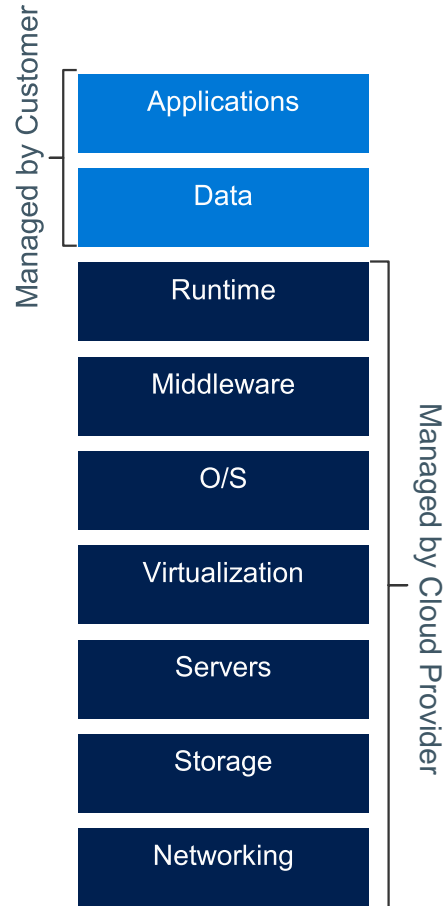 Managed by Customer
Applications
Data
Runtime
Middleware
O/S
Virtualization
Servers
Storage
Networking
Managed by Cloud Provider